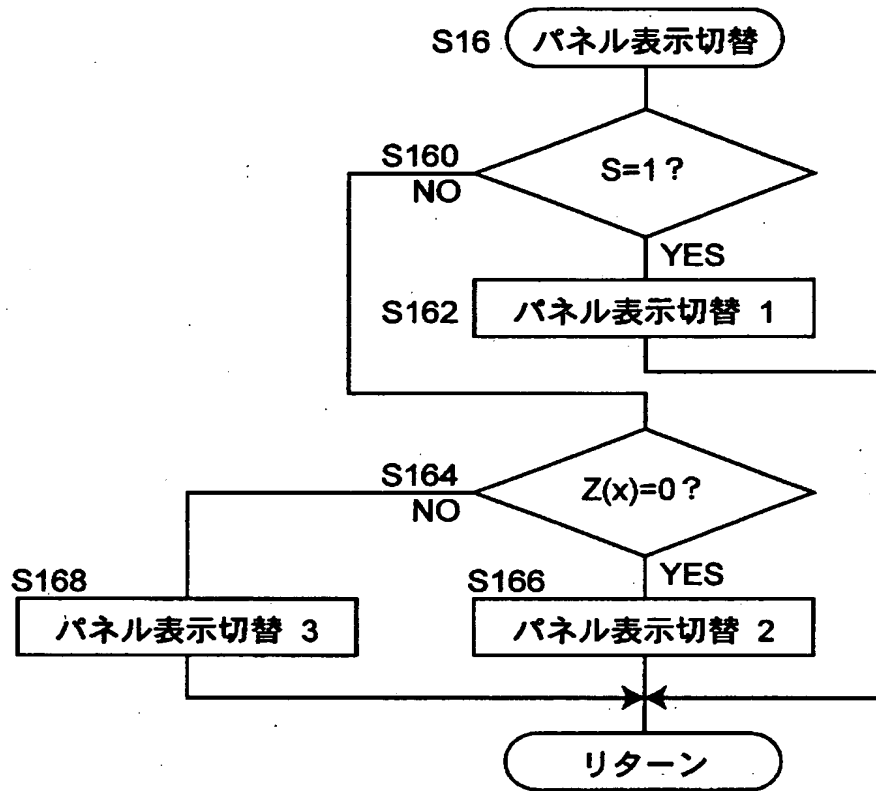 S16 パネル表示切替
S160
NO
S=1?
YES
S162 パネル表示切替 1
S164
NO
Z(x)=0?
YES
S168
パネル表示切替 3
S166
パネル表示切替 2
リターン